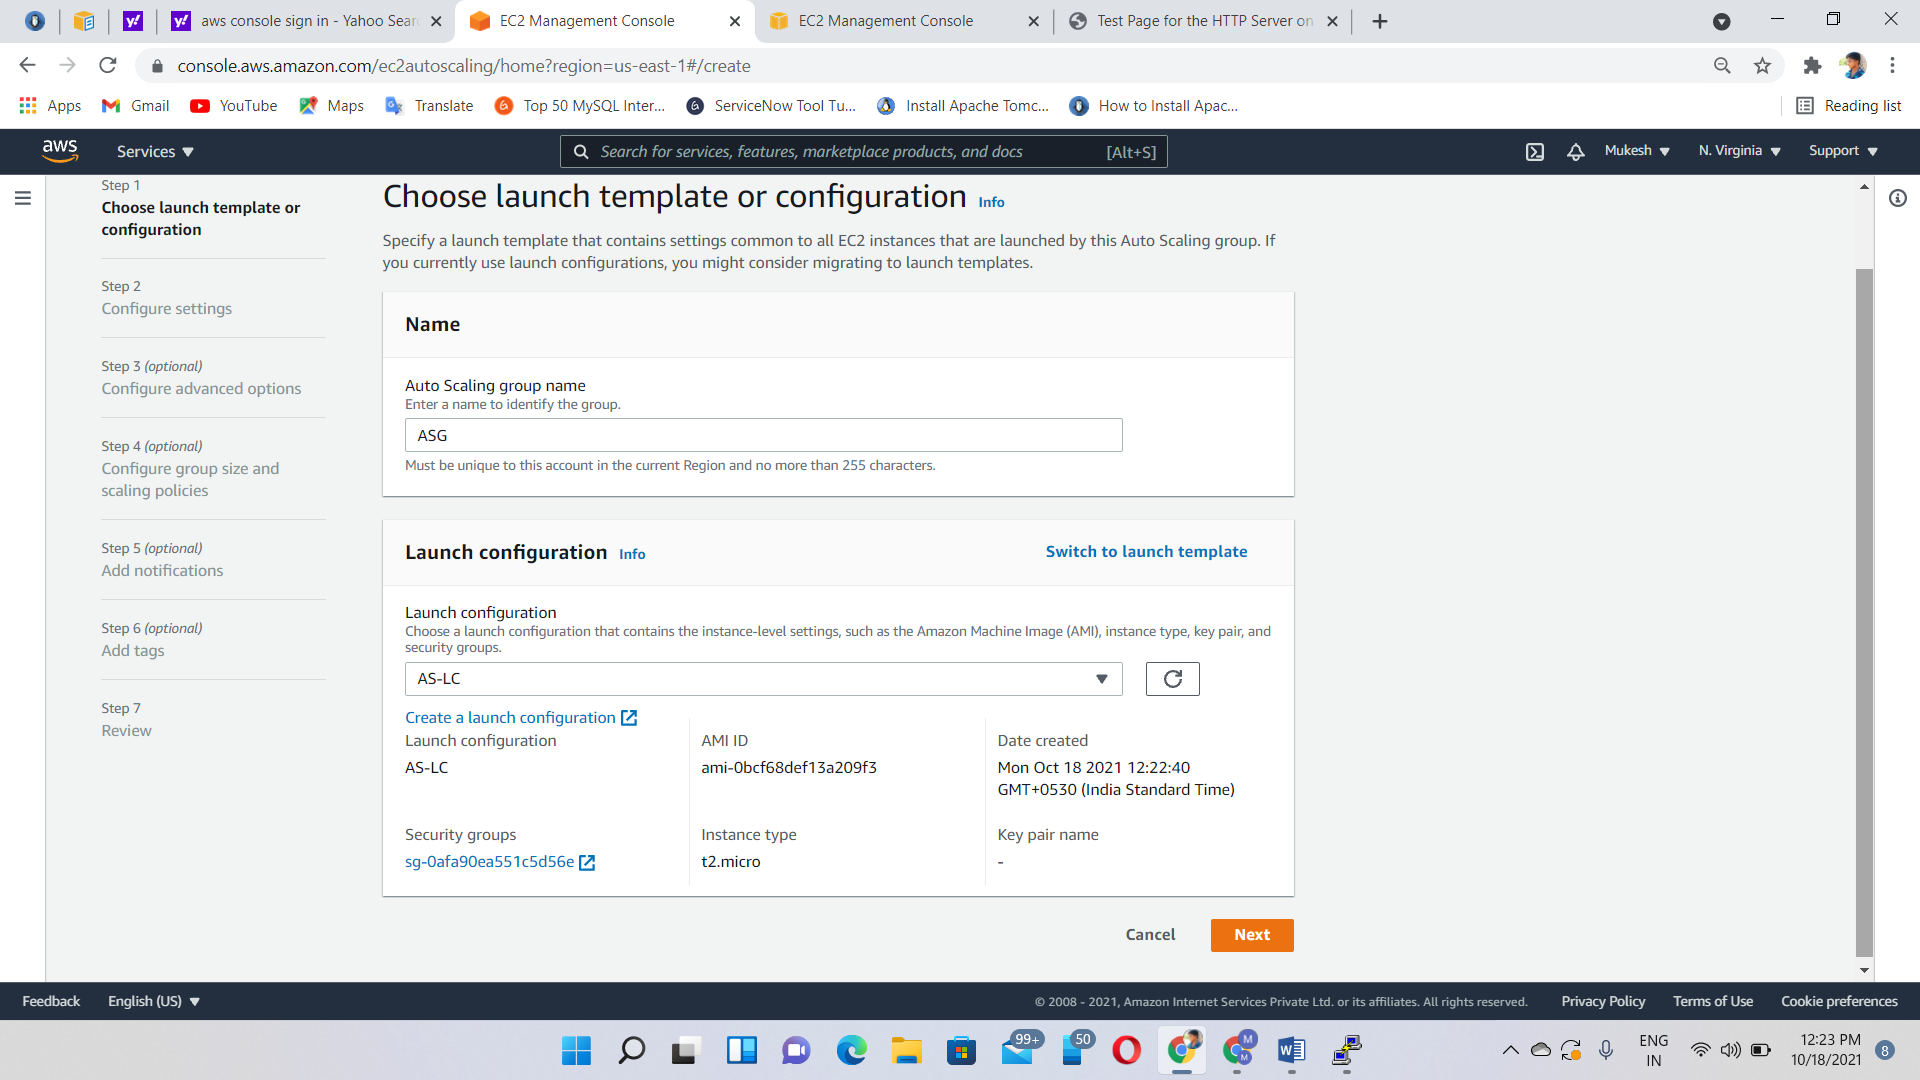 aws console sign in - Yahoo Sear
EC2 Management Console
EC2 Management Console
Test Page for the HTTP Server on
console.aws.amazon.com/ec2autoscaling/home?region=us-east-1#/create
Apps
Gmail
YouTube
Maps
Translate
Top 50 MySQL Inter...
ServiceNow Tool Tu...
Install Apache Tomc...
How to Install Apac...
Reading list
aws
Services
Search for services, features, marketplace products, and docs
[Alt+S]
Mukesh
N. Virginia
Support
Step 1
Choose launch template or
configuration
Step 2
Configure settings
Step 3 (optional)
Configure advanced options
Step 4 (optional)
Configure group size and
scaling policies
Step 5 (optional)
Add notifications
Step 6 (optional)
Add tags
Step 7
Review
Choose launch template or configuration Info
Specify a launch template that contains settings common to all EC2 instances that are launched by this Auto Scaling group. If
you currently use launch configurations, you might consider migrating to launch templates.
Name
Auto Scaling group name
Enter a name to identify the group.
ASG
Must be unique to this account in the current Region and no more than 255 characters.
Launch configuration Info
Switch to launch template
Launch configuration
Choose a launch configuration that contains the instance-level settings, such as the Amazon Machine Image (AMI), instance type, key pair, and
security groups.
AS-LC
Create a launch configuration
Launch configuration
AS-LC
AMI ID
ami-0bcf68def13a209f3
Date created
Mon Oct 18 2021 12:22:40
GMT+0530 (India Standard Time)
Security groups
sg-0afa90ea551c5d56e
Instance type
t2.micro
Key pair name
-
Cancel
Next
Feedback
English (US)
© 2008 - 2021, Amazon Internet Services Private Ltd. or its affiliates. All rights reserved.
Privacy Policy
Terms of Use
Cookie preferences
99+
50
M
M
ENG
IN
12:23 PM
10/18/2021
8